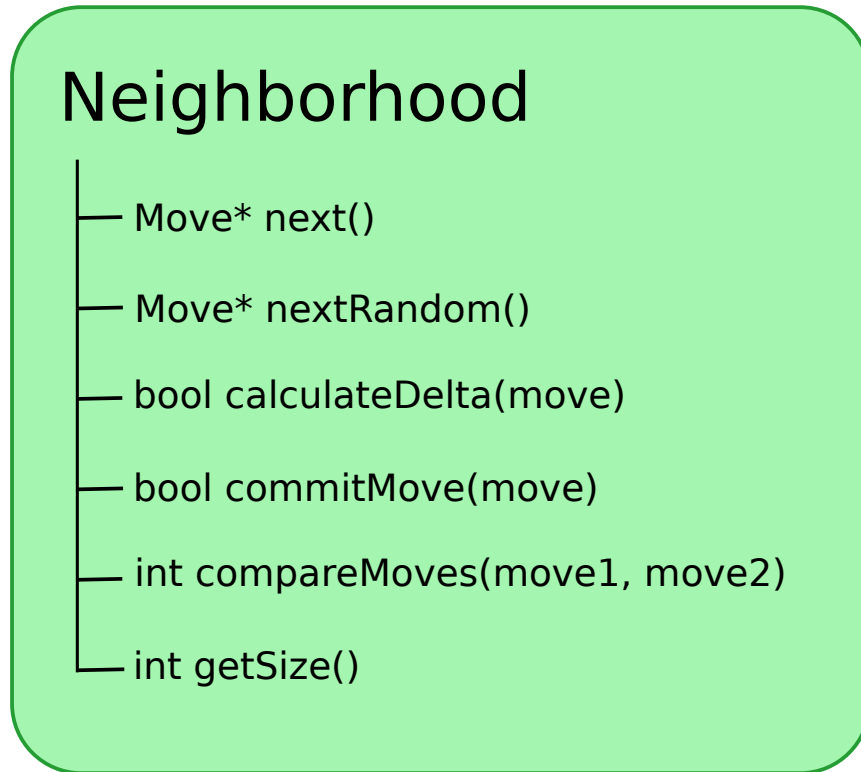 Neighborhood
Move* next()
Move* nextRandom()
bool calculateDelta(move)
bool commitMove(move)
int compareMoves(move1, move2)
int getSize()